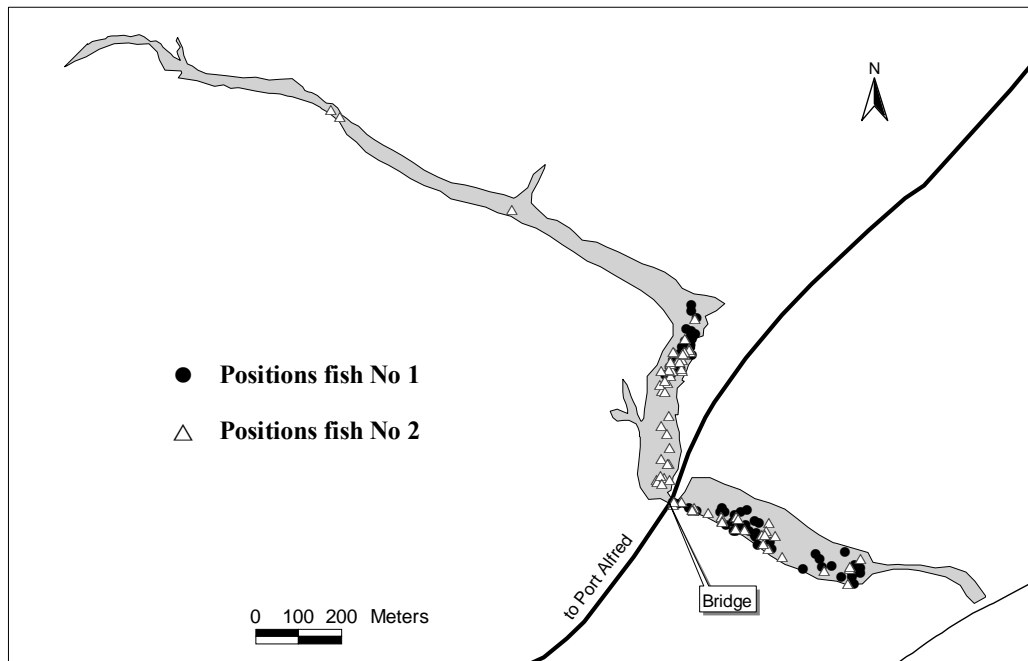 N
Positions fish No 1
Positions fish No 2
to Port Alfred
Bridge
0 100 200 Meters